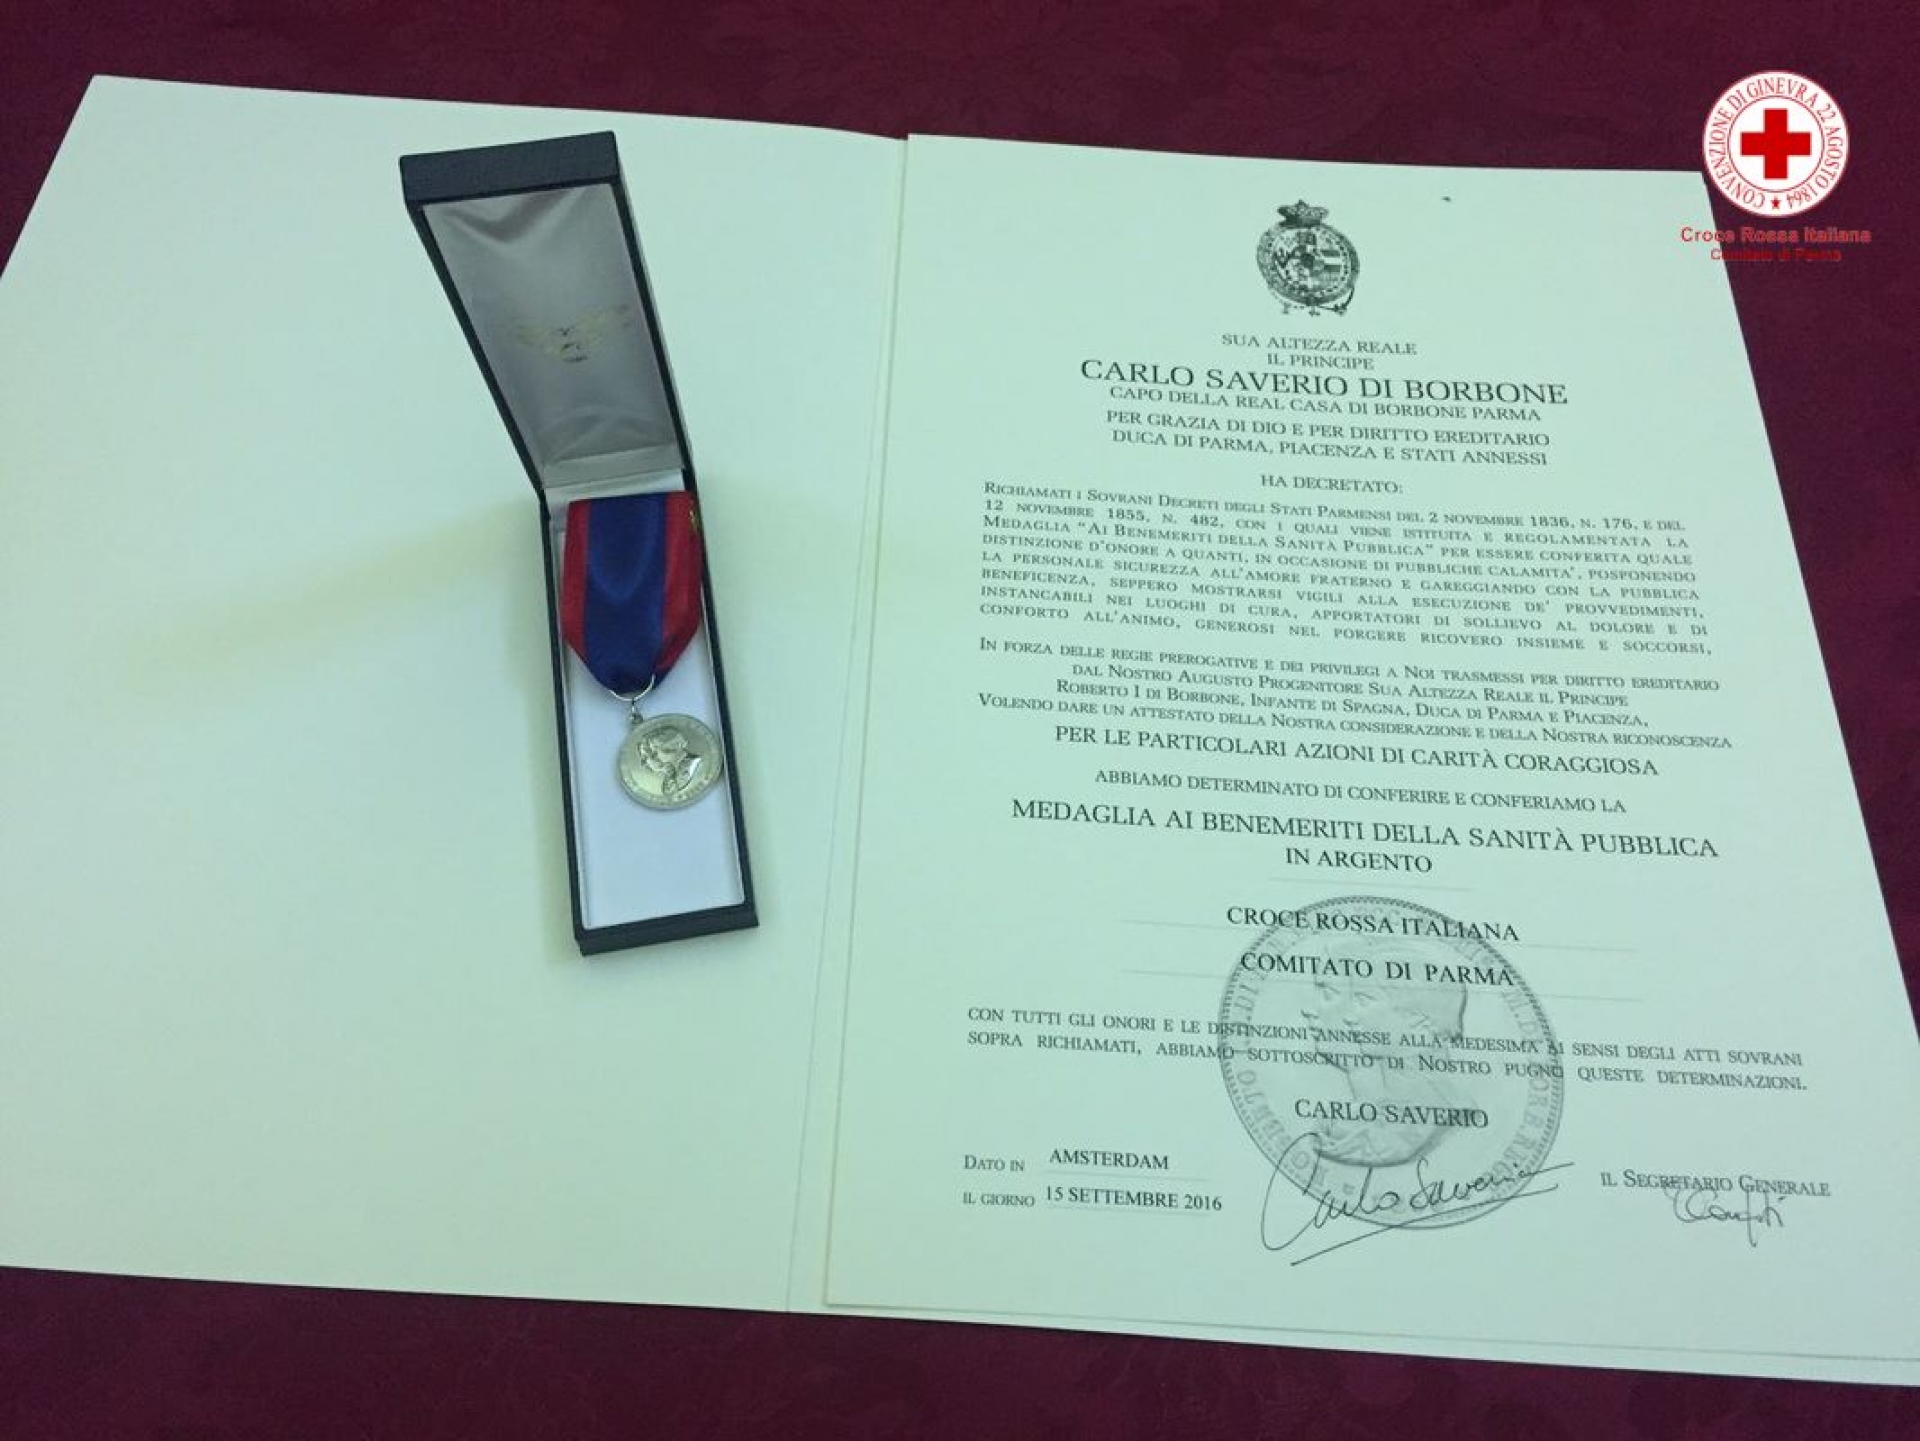 CONVENZIONE DI GINEVRA 22 AGOSTO 1864
Croce Rossa Italiana
Comitato di Parma
SUA ALTEZZA REALE
IL PRINCIPE
CARLO SAVERIO DI BORBONE
CAPO DELLA REAL CASA DI BORBONE PARMA
PER GRAZIA DI DIO E PER DIRITTO EREDITARIO
DUCA DI PARMA, PIACENZA E STATI ANNESSI
HA DECRETATO:
RICHIAMATI I SOVRANI DECRETI DEGLI STATI PARMENSI DEL 2 NOVEMBRE 1836, N. 176, E DEL
12 NOVEMBRE 1855, N. 482, CON I QUALI VIENE ISTITUITA E REGOLAMENTATA LA
MEDAGLIA "AI BENEMERITI DELLA SANITÀ PUBBLICA" PER ESSERE CONFERITA QUALE
DISTINZIONE D'ONORE A QUANTI, IN OCCASIONE DI PUBBLICHE CALAMITA', POSPONENDO
LA PERSONALE SICUREZZA ALL'AMORE FRATERNO E GAREGGIANDO CON LA PUBBLICA
BENEFICENZA, SEPPERO MOSTRARSI VIGILI ALLA ESECUZIONE DE' PROVVEDIMENTI,
INSTANCABILI NEI LUOGHI DI CURA, APPORTATORI DI SOLLIEVO AL DOLORE E DI
CONFORTO ALL'ANIMO, GENEROSI NEL PORGERE RICOVERO INSIEME E SOCCORSI,
IN FORZA DELLE REGIE PREROGATIVE E DEI PRIVILEGI A NOI TRASMESSI PER DIRITTO EREDITARIO
DAL NOSTRO AUGUSTO PROGENITORE SUA ALTEZZA REALE IL PRINCIPE
ROBERTO I DI BORBONE, INFANTE DI SPAGNA, DUCA DI PARMA E PIACENZA,
VOLENDO DARE UN ATTESTATO DELLA NOSTRA CONSIDERAZIONE E DELLA NOSTRA RICONOSCENZA
PER LE PARTICOLARI AZIONI DI CARITÀ CORAGGIOSA
ABBIAMO DETERMINATO DI CONFERIRE E CONFERIAMO LA
MEDAGLIA AI BENEMERITI DELLA SANITÀ PUBBLICA
IN ARGENTO
CROCE ROSSA ITALIANA
COMITATO DI PARMA
CON TUTTI GLI ONORI E LE DISTINZIONI ANNESSE ALLA MEDESIMA AI SENSI DEGLI ATTI SOVRANI
SOPRA RICHIAMATI, ABBIAMO SOTTOSCRITTO DI NOSTRO PUGNO QUESTE DETERMINAZIONI.
CARLO SAVERIO
DATO IN AMSTERDAM
IL GIORNO 15 SETTEMBRE 2016
Carlo Saverio
IL SEGRETARIO GENERALE